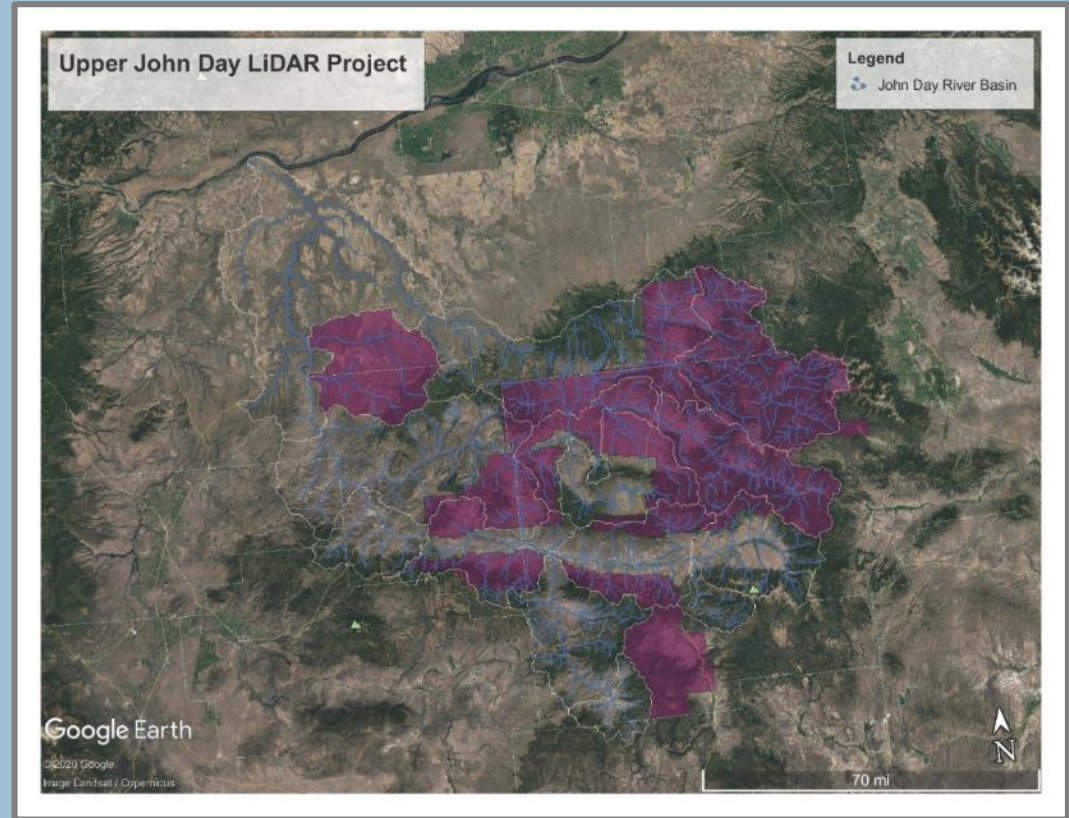 Upper John Day LiDAR Project
Legend
John Day River Basin
Google Earth
© 2020 Google
Image Landsat / Copernicus
N
70 mi